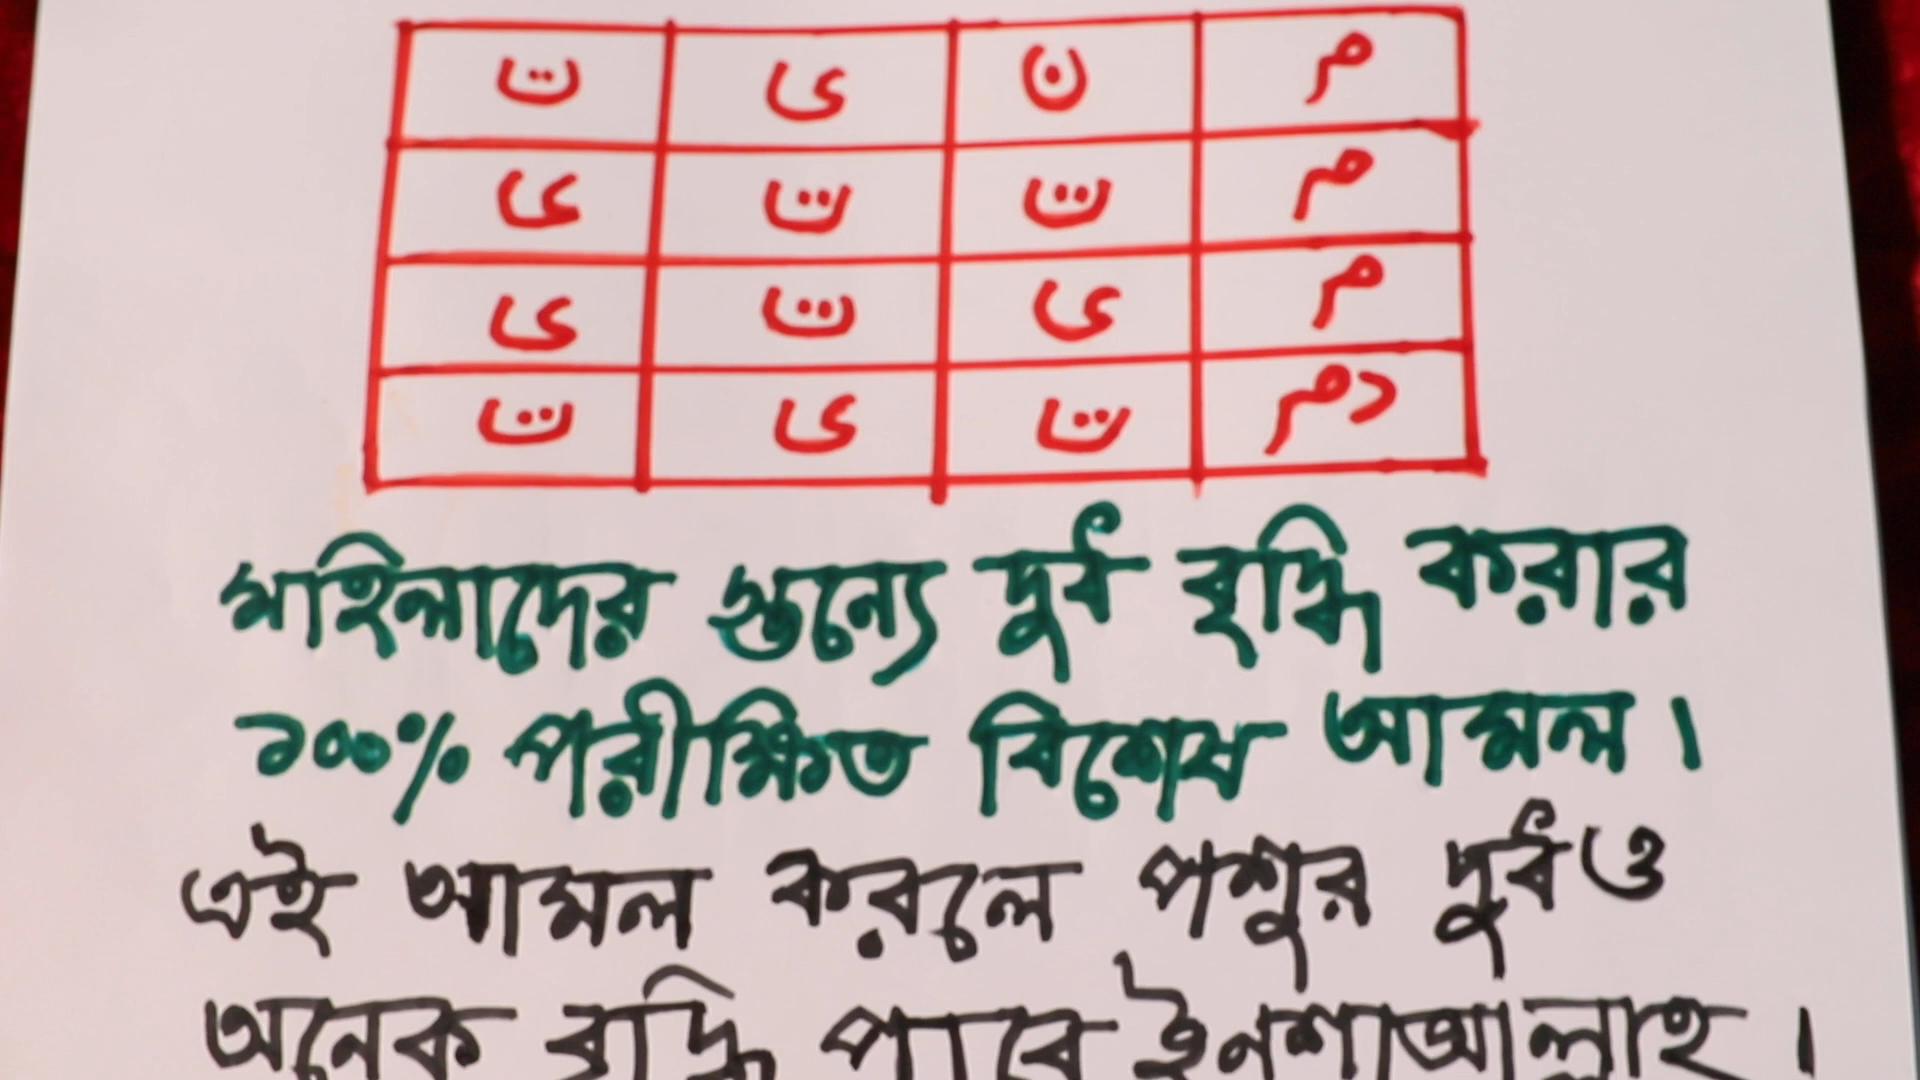 م ن ى ت
م ت ت ى
م ى ت ى
دم ت ى ت
মহিলাদের স্তন্যে দুধ বৃদ্ধি করার
১০০% পরীক্ষিত বিশেষ আমল।
এই আমল করলে পশুর দুধও
অনেক বৃদ্ধি পাবে ইনশাআল্লাহ।